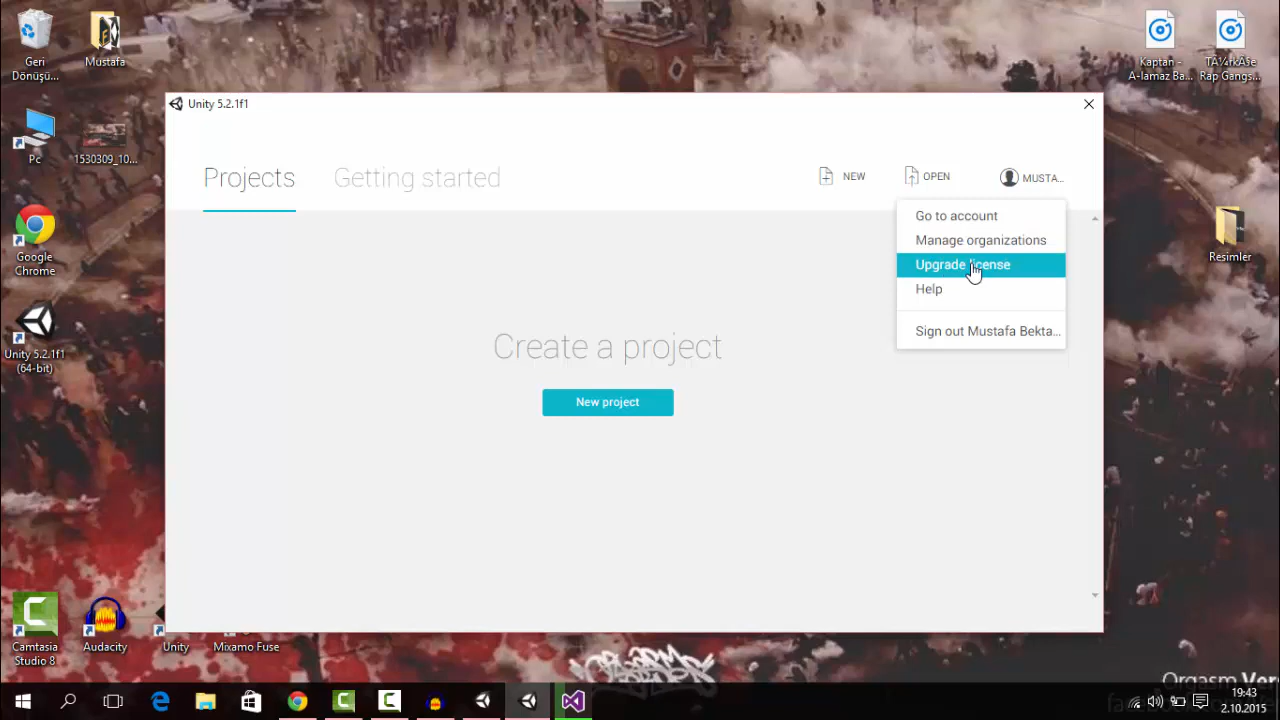 Geri
Dönüşü...
Mustafa
Kaptan -
A-lamaz Ba...
TÃ¼rkÃ§e
Rap Gangs...
Pc
1530309_10...
Google
Chrome
Resimler
Unity 5.2.1f1
(64-bit)
Unity 5.2.1f1
Projects
Getting started
NEW
OPEN
MUSTA...
Go to account
Manage organizations
Upgrade license
Help
Sign out Mustafa Bekta...
Create a project
New project
Camtasia
Studio 8
Audacity
Unity
Mixamo Fuse
Orgasm
19:43
2.10.2015